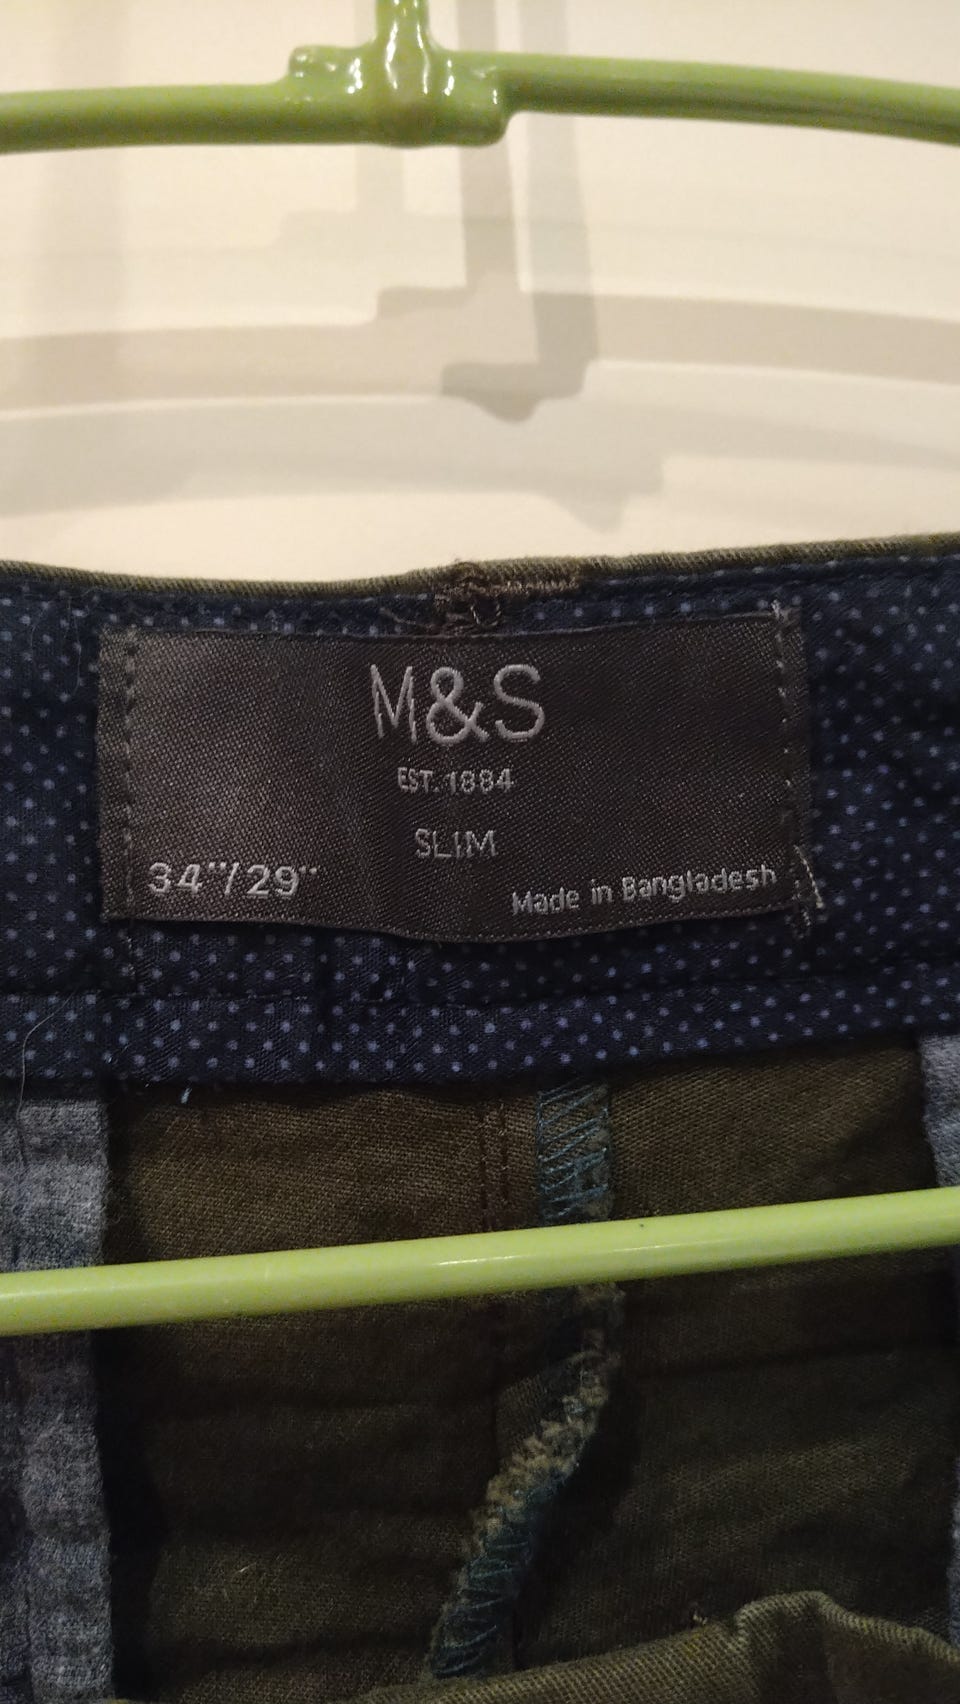 M&S
EST. 1884
SLIM
34"/29"
Made in Bangladesh